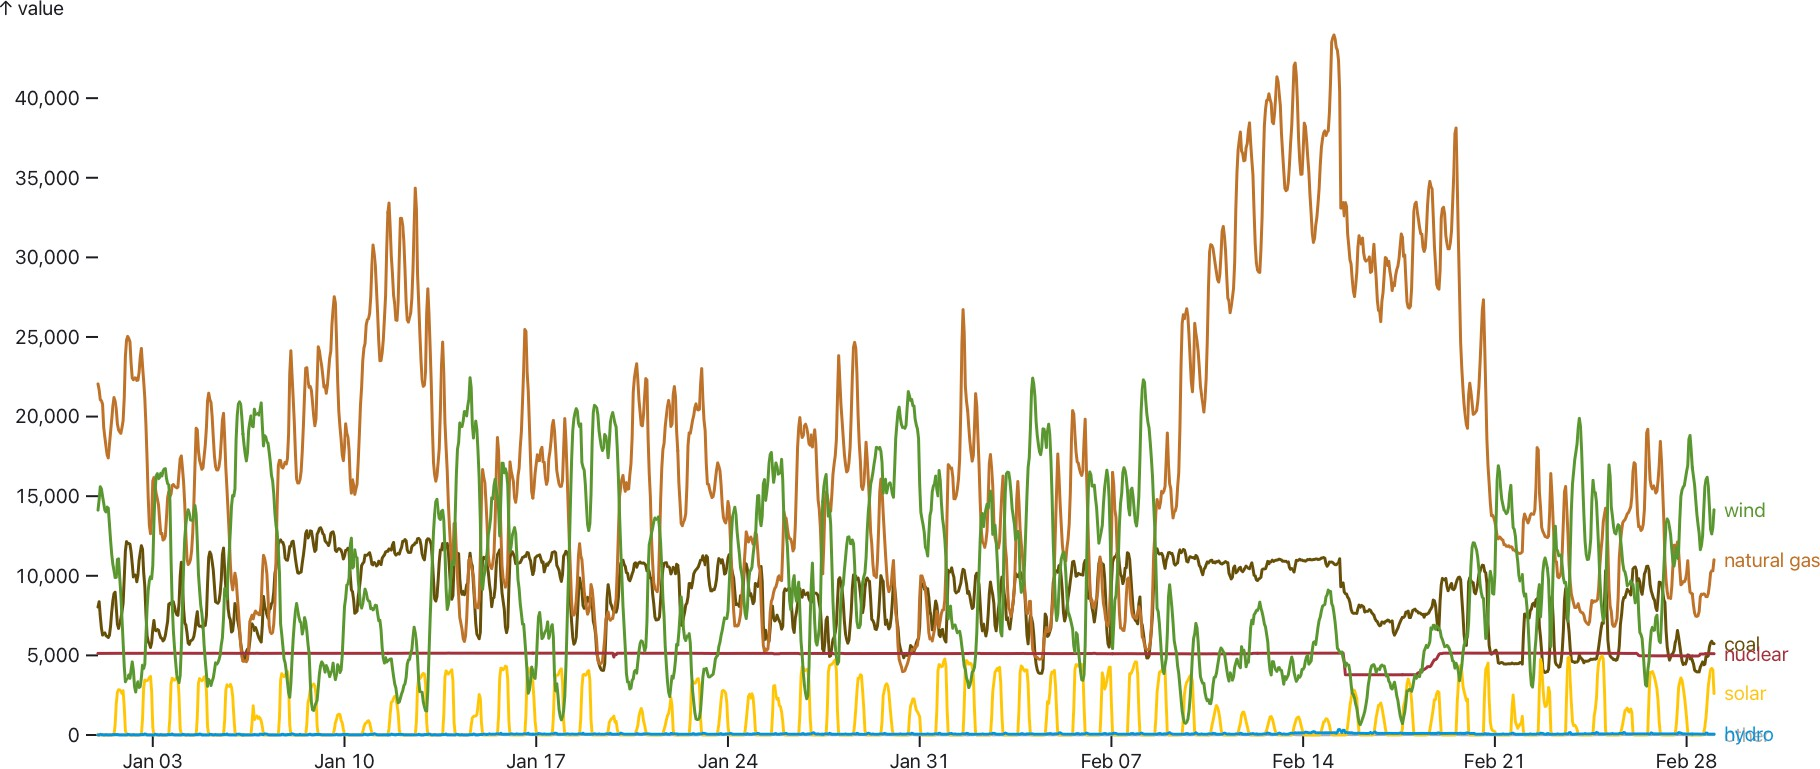 ↑ value
40,000
35,000
30,000
25,000
20,000
15,000
10,000
5,000
0
wind
natural gas
coal
nuclear
solar
hydro
other
Jan 03 Jan 10 Jan 17 Jan 24 Jan 31 Feb 07 Feb 14 Feb 21 Feb 28